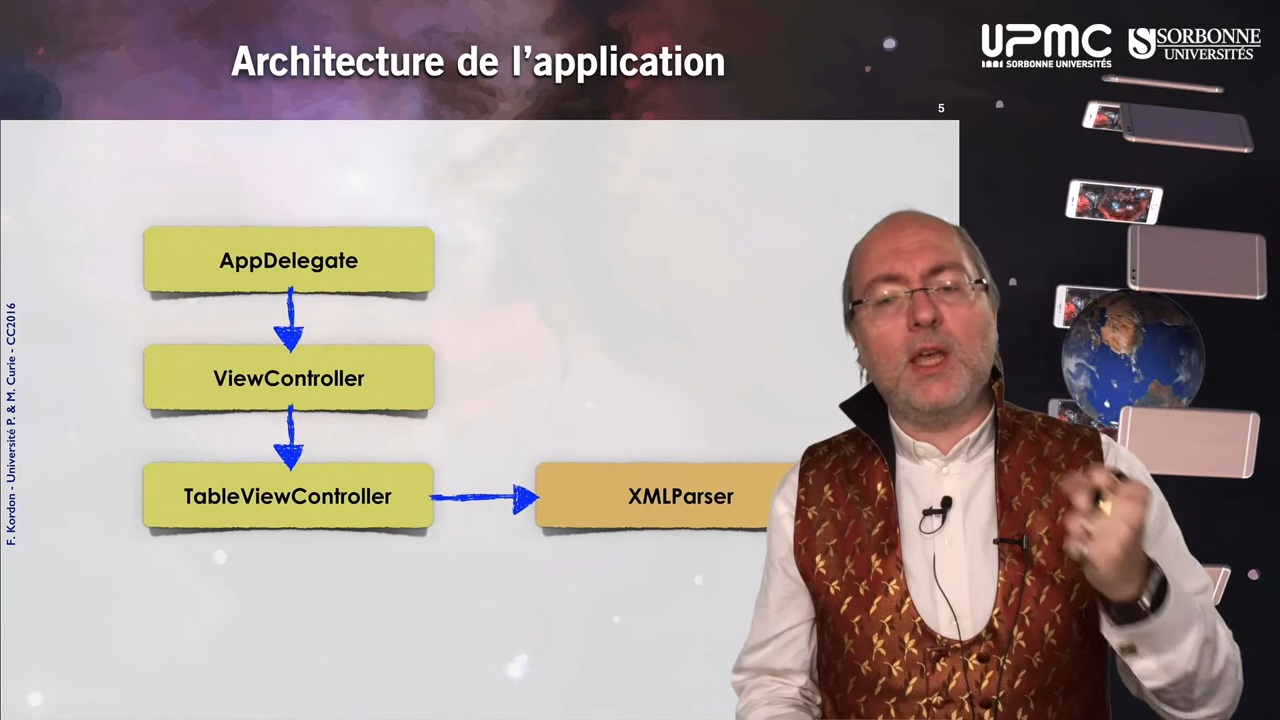 Architecture de l'application
UPMC
SORBONNE UNIVERSITÉS
SORBONNE
UNIVERSITÉS
5
AppDelegate
ViewController
TableViewController
XMLParser
F. Kordon - Université P. & M. Curie - CC2016